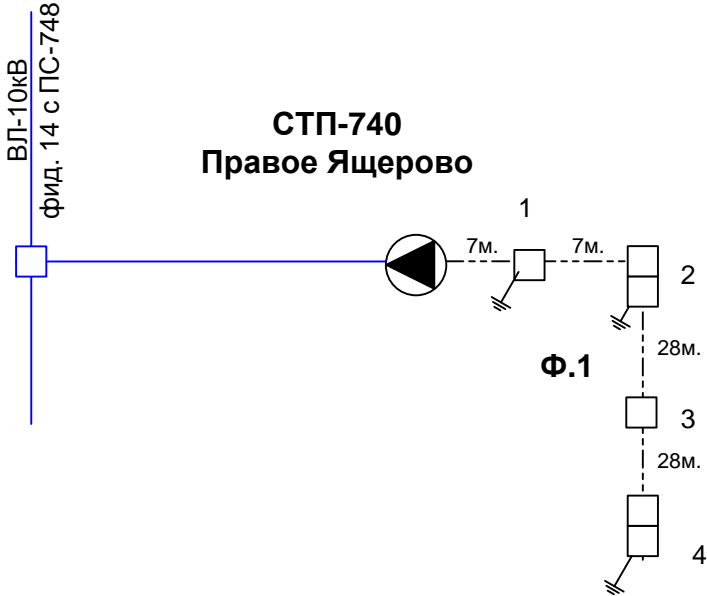 ВЛ-10кВ
фид. 14 с ПС-748
СТП-740
Правое Ящерово
1
7м.
7м.
2
28м.
Ф.1
3
28м.
4